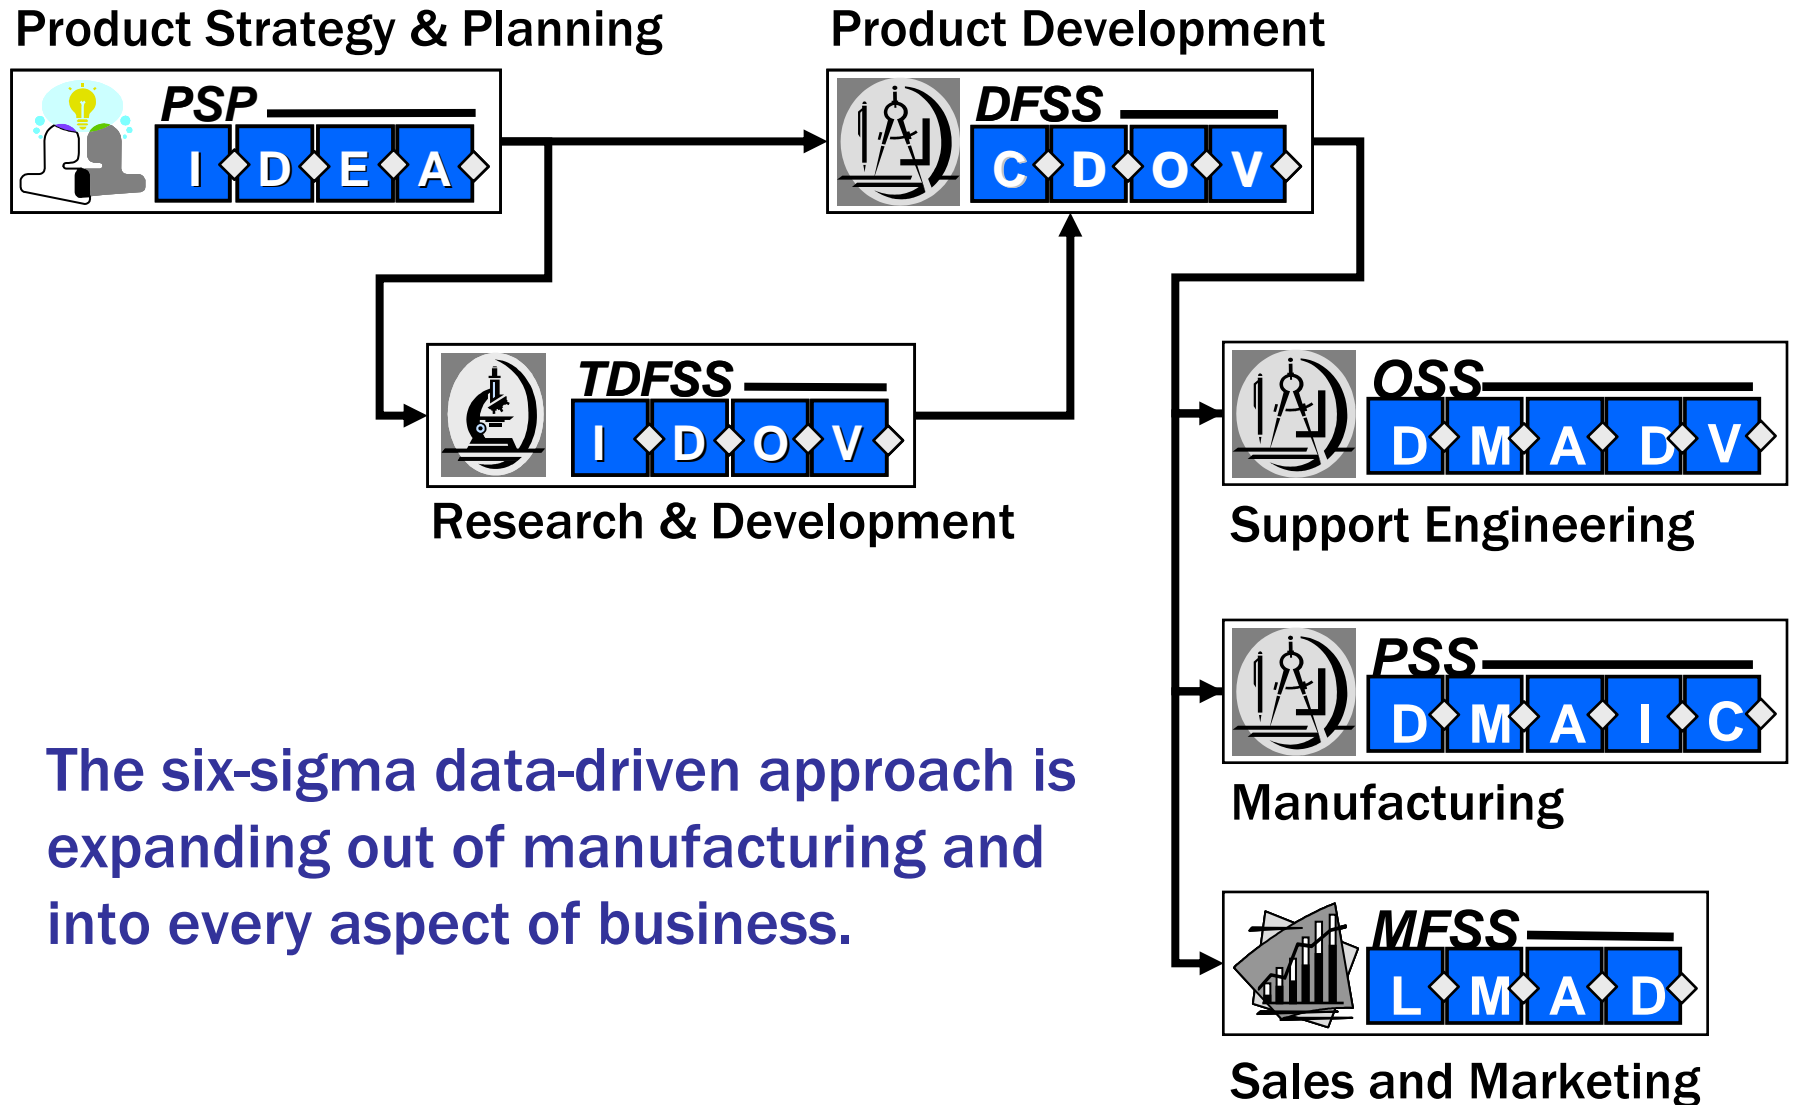 Product Strategy & Planning
PSP
I D E A
Product Development
DFSS
C D O V
TDFSS
I D O V
Research & Development
OSS
D M A D V
Support Engineering
PSS
D M A I C
Manufacturing
MFSS
L M A D
Sales and Marketing
The six-sigma data-driven approach is
expanding out of manufacturing and
into every aspect of business.